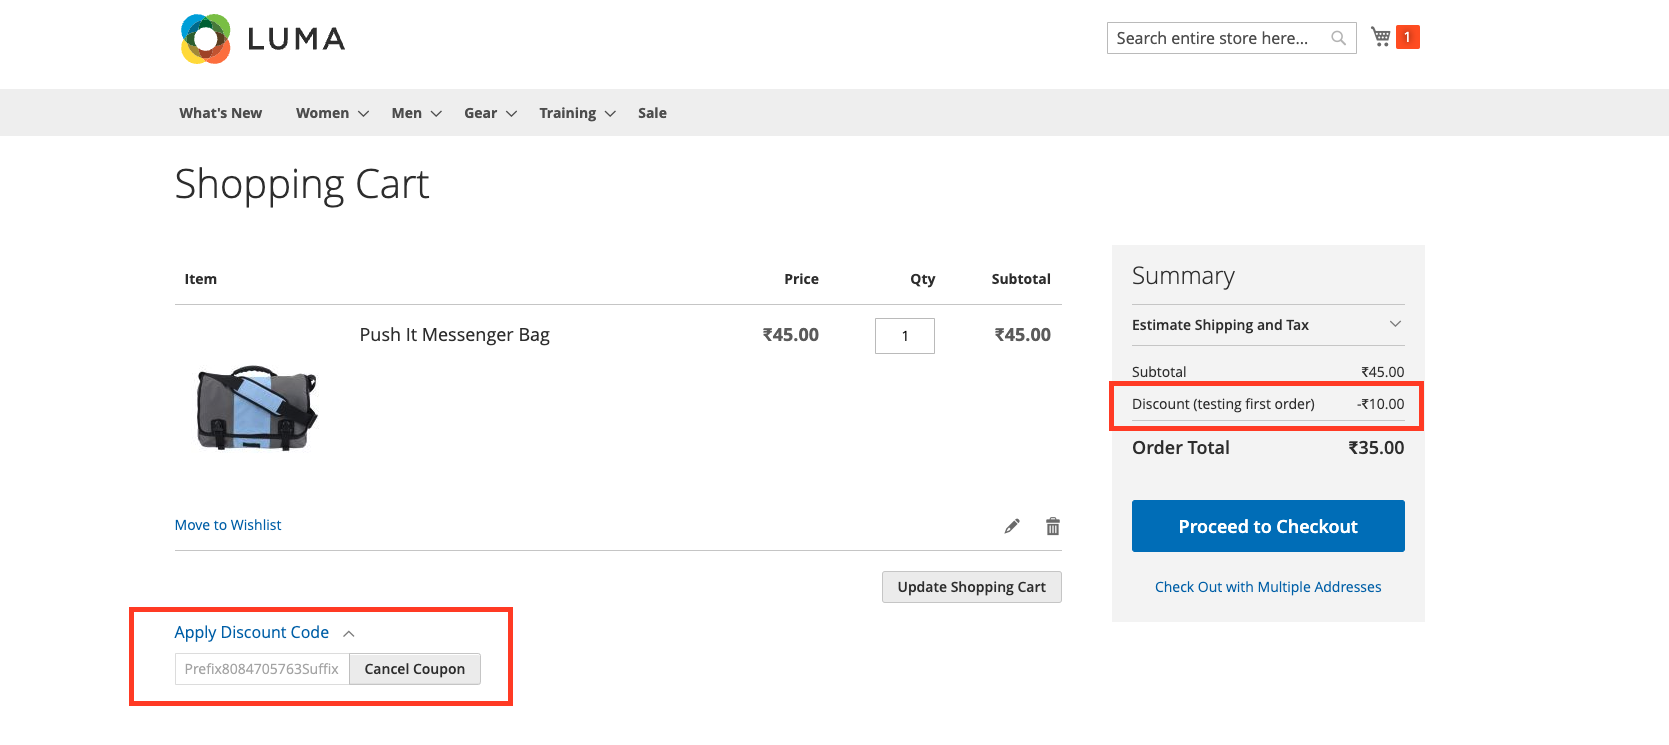 LUMA
Search entire store here...
1
What's New Women Men Gear Training Sale
Shopping Cart
Item Price Qty Subtotal
Push It Messenger Bag ₹45.00 1 ₹45.00
Move to Wishlist
Update Shopping Cart
Apply Discount Code
Prefix8084705763Suffix Cancel Coupon
Summary
Estimate Shipping and Tax
Subtotal ₹45.00
Discount (testing first order) -₹10.00
Order Total ₹35.00
Proceed to Checkout
Check Out with Multiple Addresses